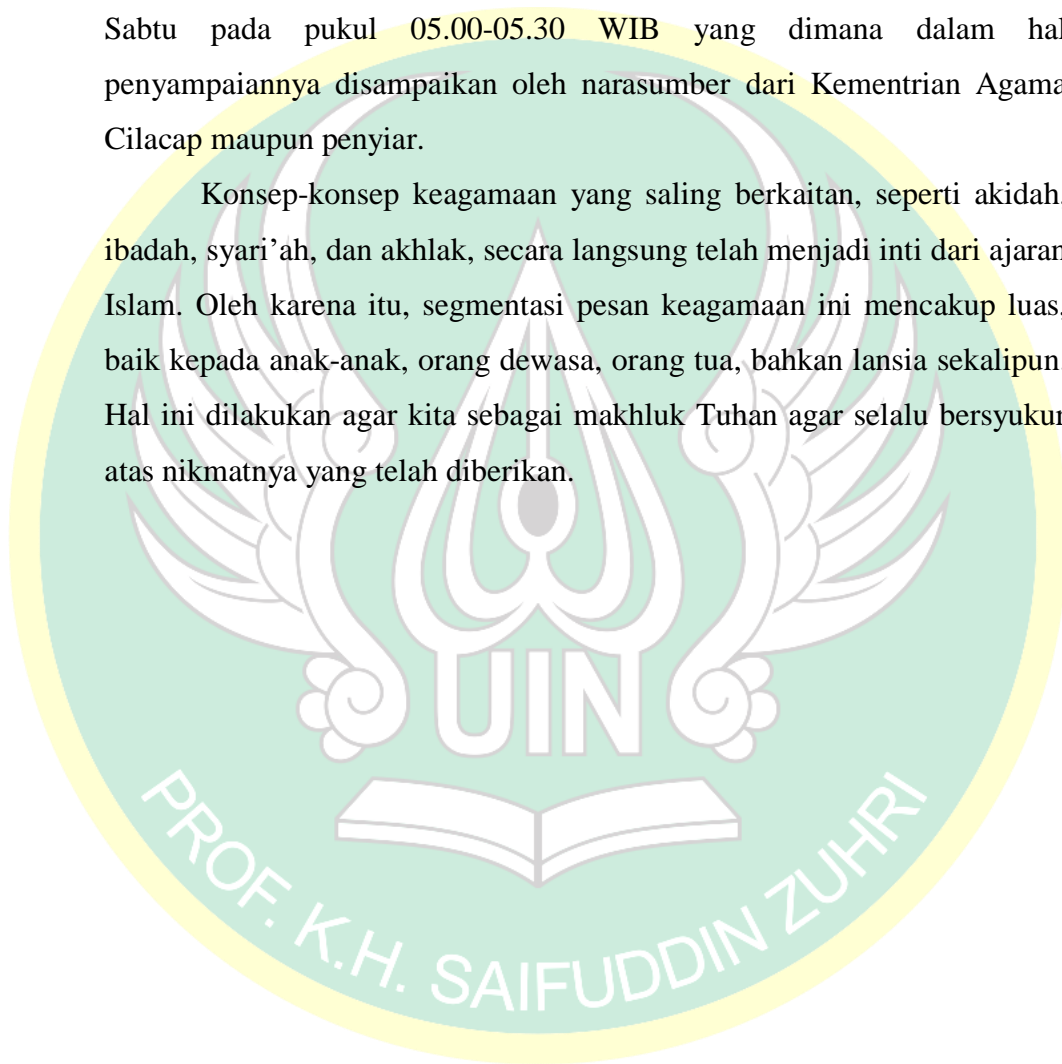 Sabtu pada pukul 05.00-05.30 WIB yang dimana dalam hal
penyampaiannya disampaikan oleh narasumber dari Kementrian Agama
Cilacap maupun penyiar.
Konsep-konsep keagamaan yang saling berkaitan, seperti akidah,
ibadah, syari’ah, dan akhlak, secara langsung telah menjadi inti dari ajaran
Islam. Oleh karena itu, segmentasi pesan keagamaan ini mencakup luas,
baik kepada anak-anak, orang dewasa, orang tua, bahkan lansia sekalipun.
Hal ini dilakukan agar kita sebagai makhluk Tuhan agar selalu bersyukur
atas nikmatnya yang telah diberikan.
UIN
PROF. K.H. SAIFUDDIN ZUHRI